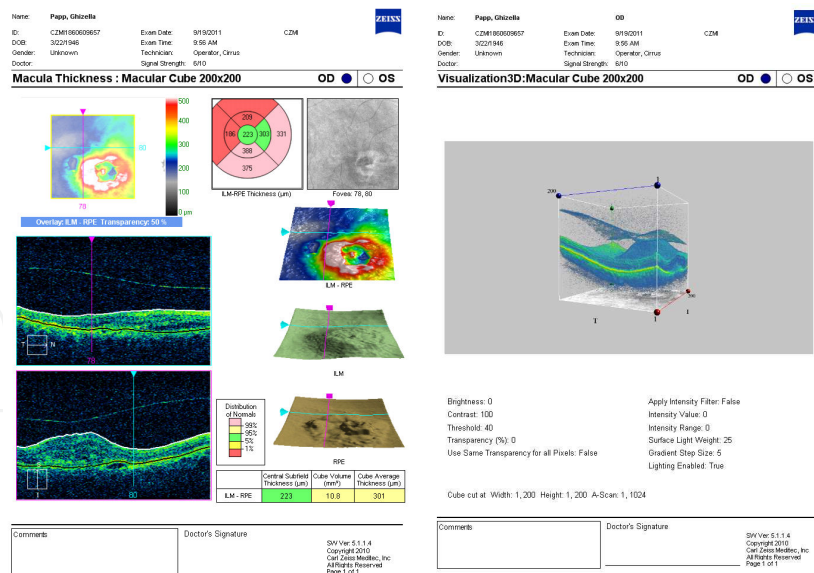 Name: Papp, Ghizella
ZEISS
ID: CZMI1860609657 Exam Date: 9/19/2011 CZMI
DOB: 3/22/1946 Exam Time: 9:56 AM
Gender: Unknown Technician: Operator, Cirrus
Doctor: Signal Strength: 6/10
Macula Thickness : Macular Cube 200x200 OD OS
500
400
300
200
100
0 µm
80
78
Overlay: ILM - RPE Transparency: 50 %
209
186 223 303 331
388
375
ILM-RPE Thickness (µm)
Fovea: 78, 80
ILM - RPE
T N
78
ILM
1
80
Distribution
of Normals
99%
95%
5%
1%
RPE
Central Subfield Thickness (µm) Cube Volume (mm³) Cube Average Thickness (µm)
ILM - RPE 223 10.8 301
Comments
Doctor's Signature
SW Ver: 5.1.1.4
Copyright 2010
Carl Zeiss Meditec, Inc
All Rights Reserved
Page 1 of 1
Name: Papp, Ghizella OD
ZEISS
ID: CZMI1860609657 Exam Date: 9/19/2011 CZMI
DOB: 3/22/1946 Exam Time: 9:56 AM
Gender: Unknown Technician: Operator, Cirrus
Doctor: Signal Strength: 6/10
Visualization3D:Macular Cube 200x200 OD OS
200
1
200
T
1
1
Brightness: 0
Contrast: 100
Threshold: 40
Transparency (%): 0
Use Same Transparency for all Pixels: False
Apply Intensity Filter: False
Intensity Value: 0
Intensity Range: 0
Surface Light Weight: 25
Gradient Step Size: 5
Lighting Enabled: True
Cube cut at Width: 1, 200 Height: 1, 200 A-Scan: 1, 1024
Comments
Doctor's Signature
SW Ver: 5.1.1.4
Copyright 2010
Carl Zeiss Meditec, Inc
All Rights Reserved
Page 1 of 1